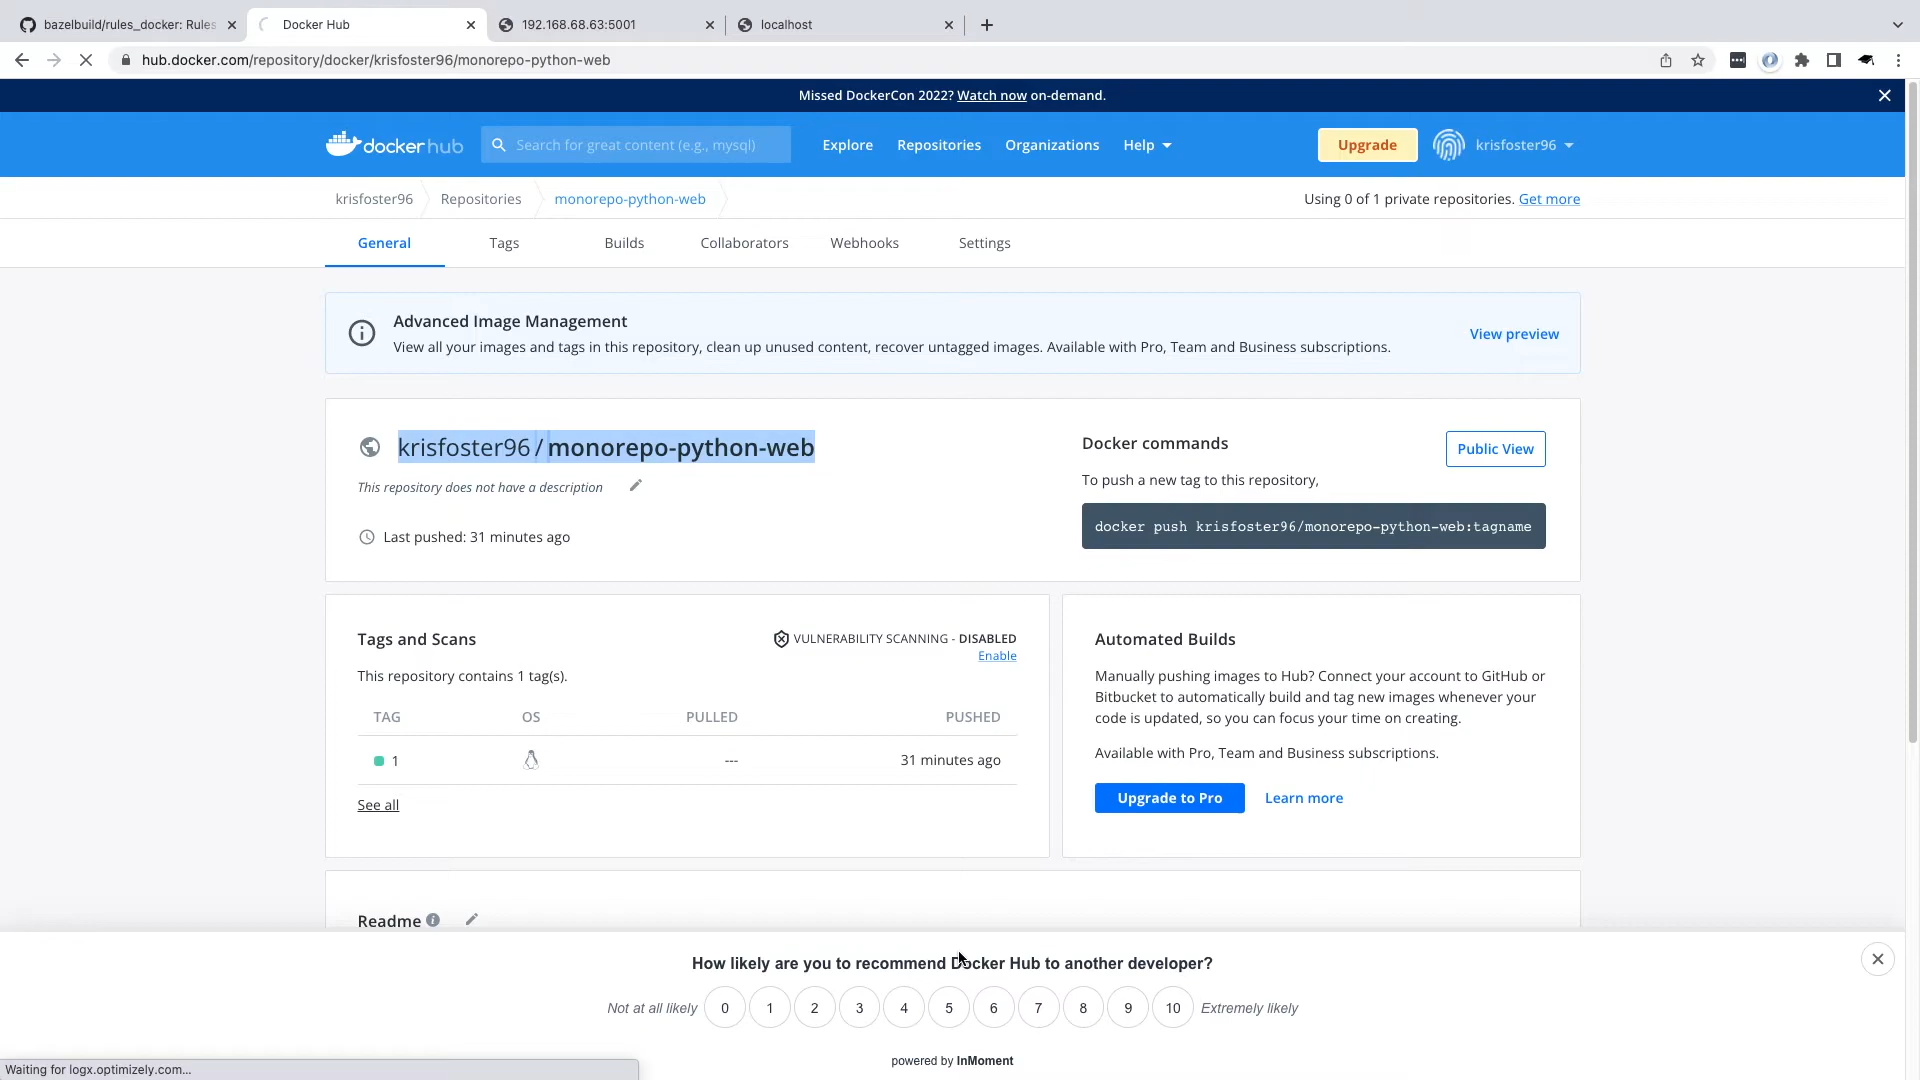 bazelbuild/rules_docker: Rules
Docker Hub
192.168.68.63:5001
localhost
hub.docker.com/repository/docker/krisfoster96/monorepo-python-web
Missed DockerCon 2022? Watch now on-demand.
dockerhub
Search for great content (e.g., mysql)
Explore
Repositories
Organizations
Help
Upgrade
krisfoster96
krisfoster96
Repositories
monorepo-python-web
Using 0 of 1 private repositories. Get more
General
Tags
Builds
Collaborators
Webhooks
Settings
Advanced Image Management
View all your images and tags in this repository, clean up unused content, recover untagged images. Available with Pro, Team and Business subscriptions.
View preview
krisfoster96 / monorepo-python-web
This repository does not have a description
Last pushed: 31 minutes ago
Docker commands
Public View
To push a new tag to this repository,
docker push krisfoster96/monorepo-python-web:tagname
Tags and Scans
VULNERABILITY SCANNING - DISABLED
Enable
This repository contains 1 tag(s).
TAG OS PULLED PUSHED
1 --- 31 minutes ago
See all
Automated Builds
Manually pushing images to Hub? Connect your account to GitHub or
Bitbucket to automatically build and tag new images whenever your
code is updated, so you can focus your time on creating.
Available with Pro, Team and Business subscriptions.
Upgrade to Pro
Learn more
Readme
How likely are you to recommend Docker Hub to another developer?
Not at all likely 0 1 2 3 4 5 6 7 8 9 10 Extremely likely
powered by InMoment
Waiting for logx.optimizely.com...